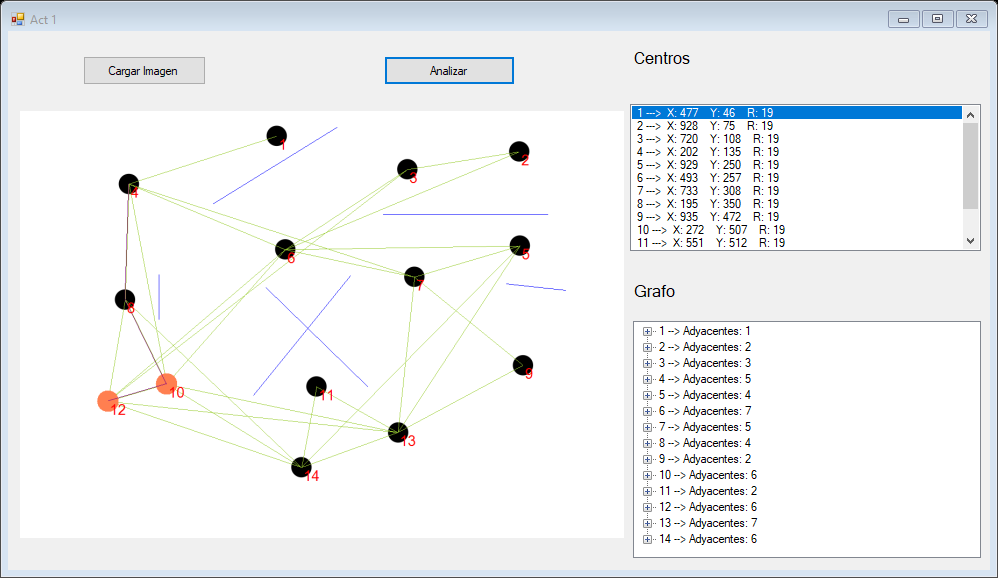 Act 1
Cargar Imagen
Analizar
Centros
1 ---> X: 477 Y: 46 R: 19
2 ---> X: 928 Y: 75 R: 19
3 ---> X: 720 Y: 108 R: 19
4 ---> X: 202 Y: 135 R: 19
5 ---> X: 929 Y: 250 R: 19
6 ---> X: 493 Y: 257 R: 19
7 ---> X: 733 Y: 308 R: 19
8 ---> X: 195 Y: 350 R: 19
9 ---> X: 935 Y: 472 R: 19
10 ---> X: 272 Y: 507 R: 19
11 ---> X: 551 Y: 512 R: 19
1
2
3
4
5
6
7
8
9
10
11
12
13
14
Grafo
1 --> Adyacentes: 1
2 --> Adyacentes: 2
3 --> Adyacentes: 3
4 --> Adyacentes: 5
5 --> Adyacentes: 4
6 --> Adyacentes: 7
7 --> Adyacentes: 5
8 --> Adyacentes: 4
9 --> Adyacentes: 2
10 --> Adyacentes: 6
11 --> Adyacentes: 2
12 --> Adyacentes: 6
13 --> Adyacentes: 7
14 --> Adyacentes: 6